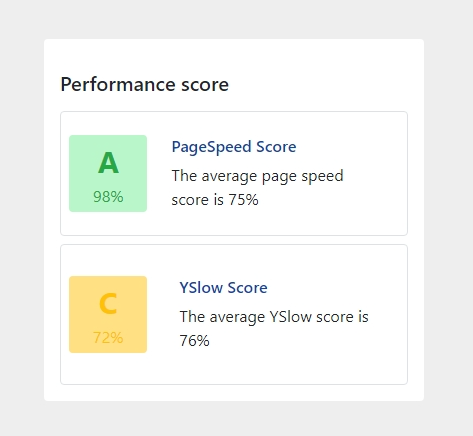 Performance score
A
98%
PageSpeed Score
The average page speed
score is 75%
C
72%
YSlow Score
The average YSlow score is
76%